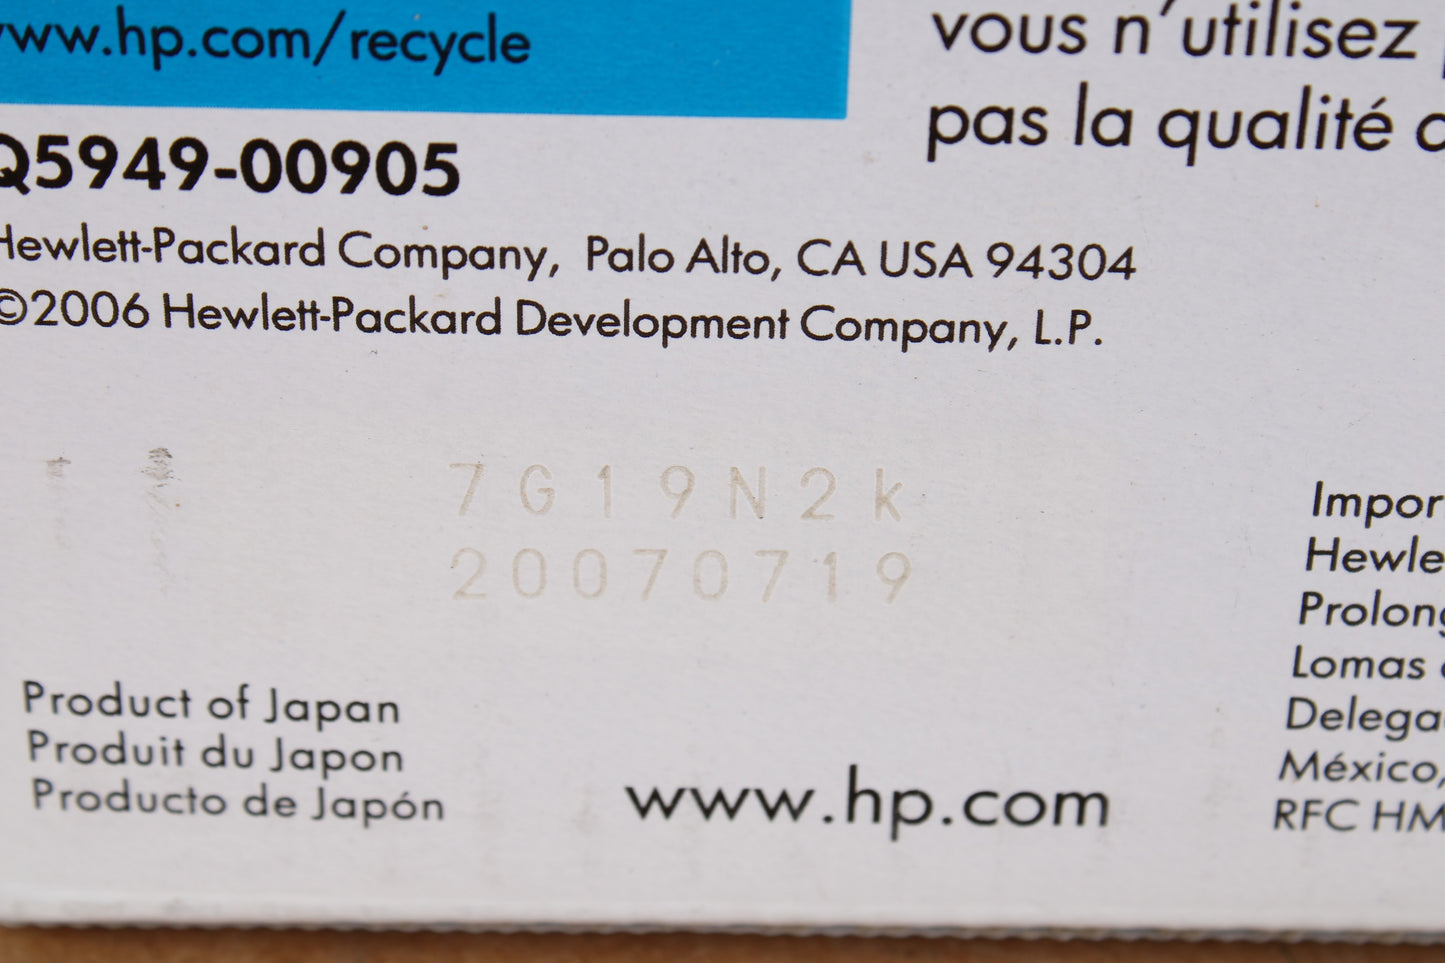 www.hp.com/recycle
Q5949-00905
Hewlett-Packard Company, Palo Alto, CA USA 94304
©2006 Hewlett-Packard Development Company, L.P.
vous n'utilisez
pas la qualité
7G19N2k
20070719
Product of Japan
Produit du Japon
Producto de Japón
www.hp.com
Impor
Hewle
Prolong
Lomas
Delega
México,
RFC HM